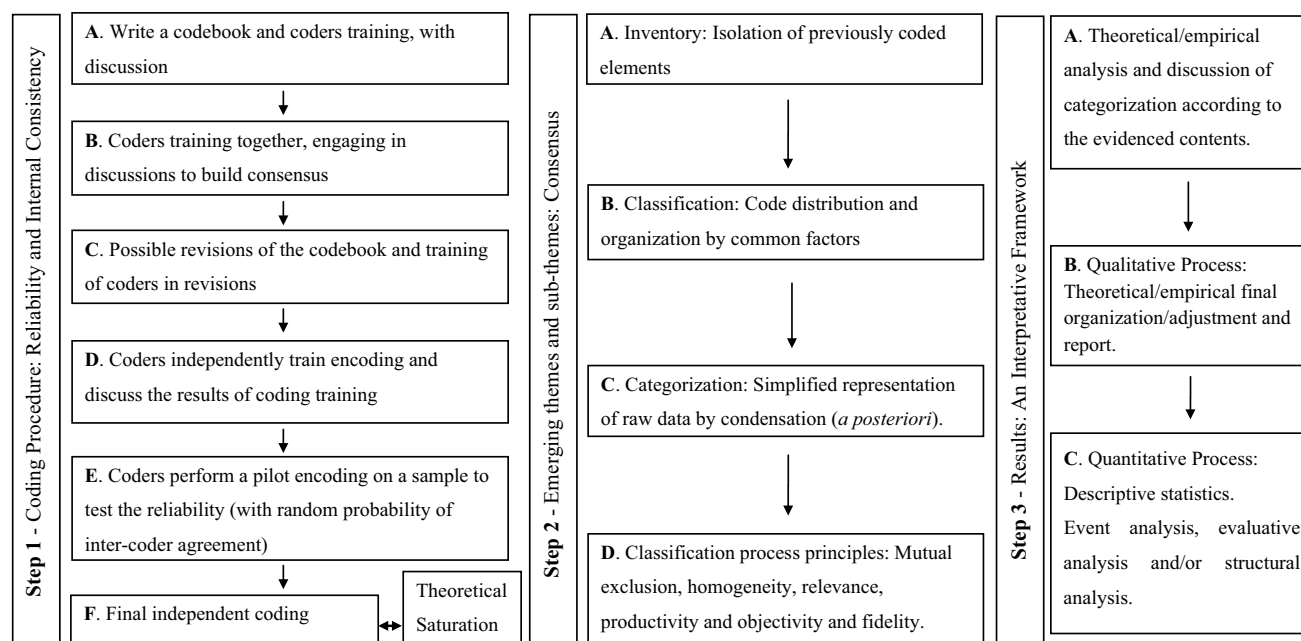 Step 1 - Coding Procedure: Reliability and Internal Consistency
A. Write a codebook and coders training, with
discussion
B. Coders training together, engaging in
discussions to build consensus
C. Possible revisions of the codebook and training
of coders in revisions
D. Coders independently train encoding and
discuss the results of coding training
E. Coders perform a pilot encoding on a sample to
test the reliability (with random probability of
inter-coder agreement)
F. Final independent coding
Theoretical
Saturation
Step 2 - Emerging themes and sub-themes: Consensus
A. Inventory: Isolation of previously coded
elements
B. Classification: Code distribution and
organization by common factors
C. Categorization: Simplified representation
of raw data by condensation (a posteriori).
D. Classification process principles: Mutual
exclusion, homogeneity, relevance,
productivity and objectivity and fidelity.
Step 3 - Results: An Interpretative Framework
A. Theoretical/empirical
analysis and discussion of
categorization according to
the evidenced contents.
B. Qualitative Process:
Theoretical/empirical final
organization/adjustment and
report.
C. Quantitative Process:
Descriptive statistics.
Event analysis, evaluative
analysis and/or structural
analysis.